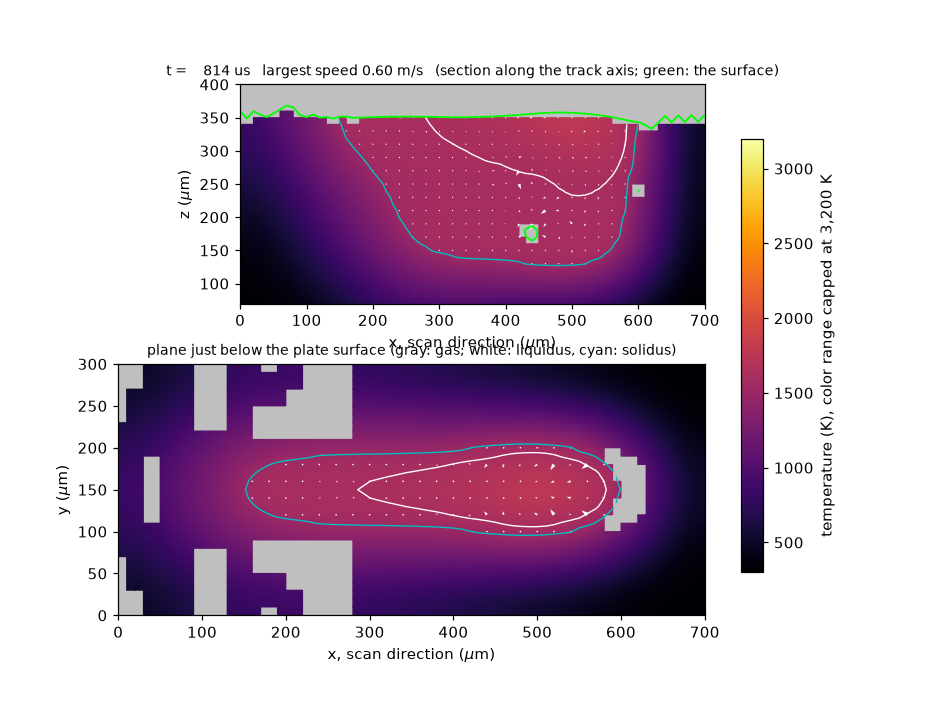 t =    814 us   largest speed 0.60 m/s   (section along the track axis; green: the surface)
400
350
300
250
200
150
100
z (μm)
0 100 200 300 400 500 600 700
x, scan direction (μm)
plane just below the plate surface (gray: gas; white: liquidus, cyan: solidus)
300
250
200
150
100
50
0
y (μm)
0 100 200 300 400 500 600 700
x, scan direction (μm)
3000
2500
2000
1500
1000
500
temperature (K), color range capped at 3,200 K